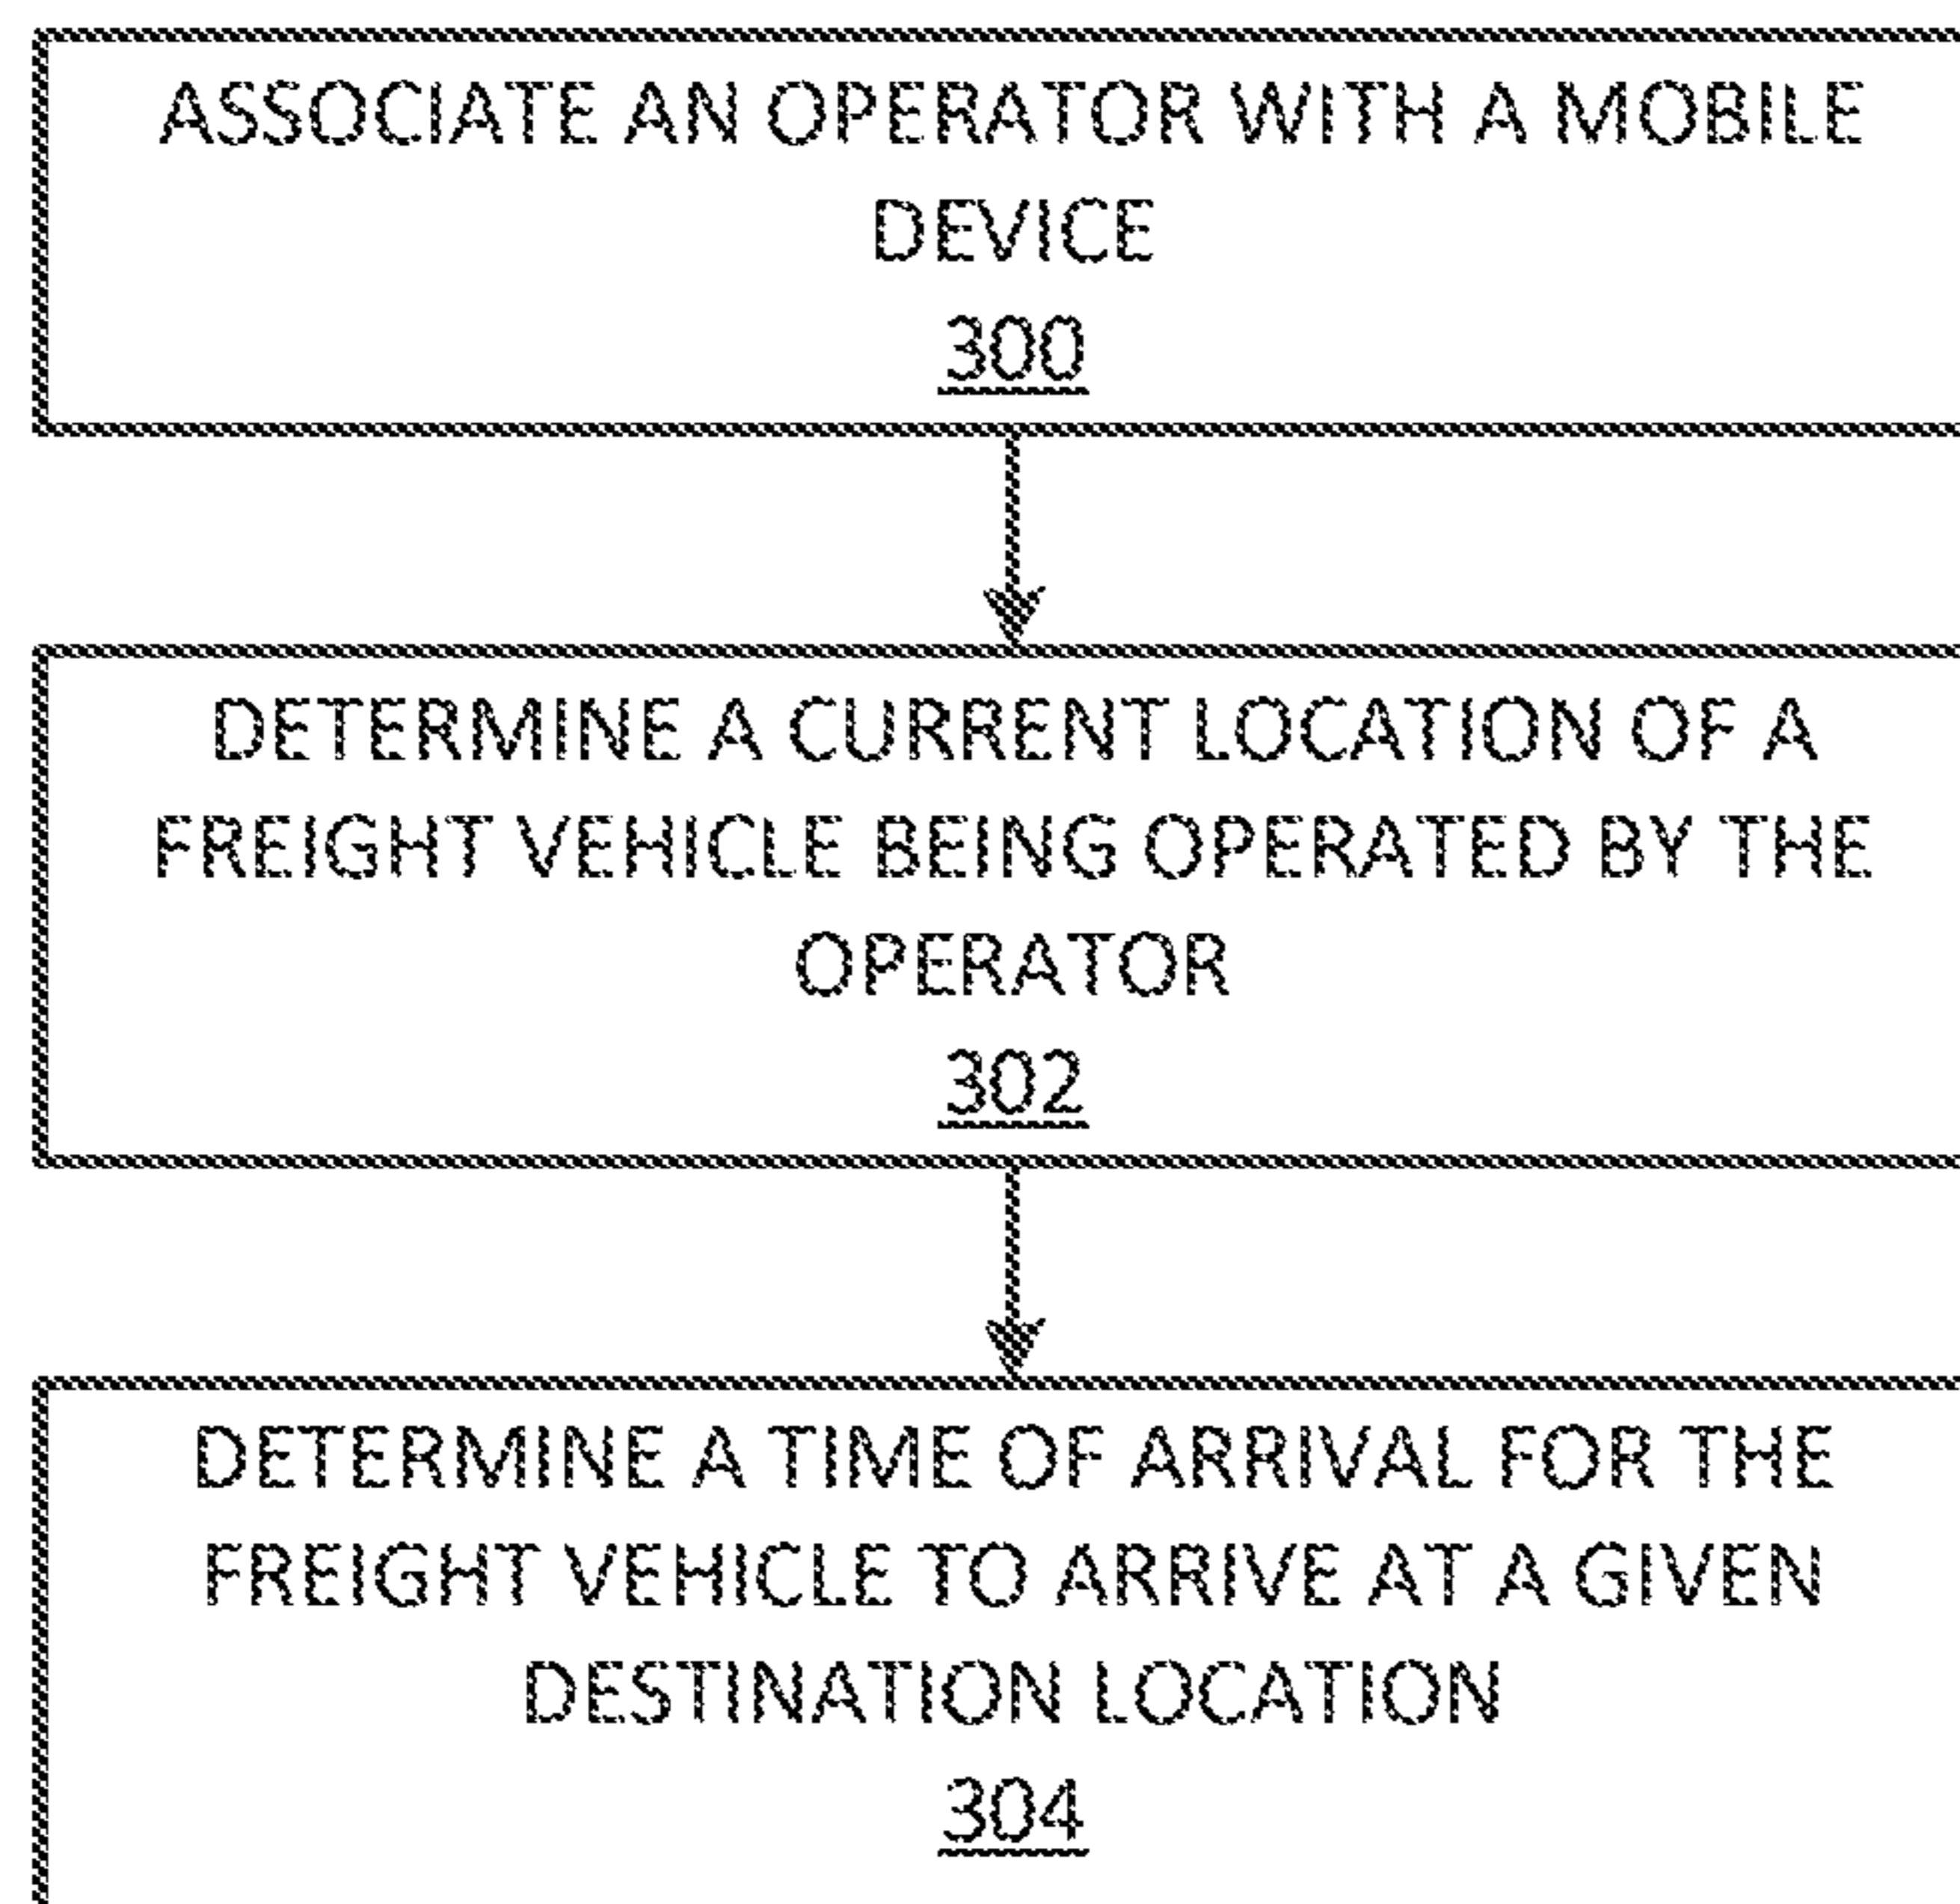 ASSOCIATE AN OPERATOR WITH A MOBILE
DEVICE
300
DETERMINE A CURRENT LOCATION OF A
FREIGHT VEHICLE BEING OPERATED BY THE
OPERATOR
302
DETERMINE A TIME OF ARRIVAL FOR THE
FREIGHT VEHICLE TO ARRIVE AT A GIVEN
DESTINATION LOCATION
304